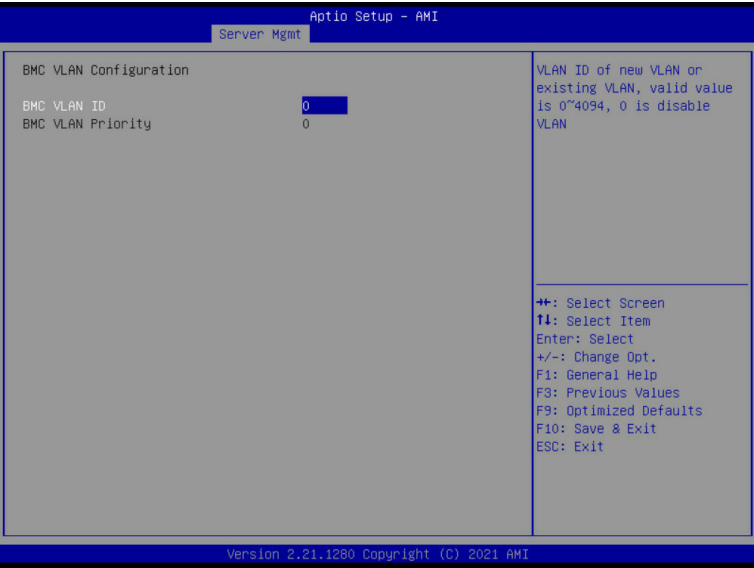 Aptio Setup – AMI
Server Mgmt
BMC VLAN Configuration
BMC VLAN ID 0
BMC VLAN Priority 0
VLAN ID of new VLAN or
existing VLAN, valid value
is 0~4094, 0 is disable
VLAN
→←: Select Screen
↑↓: Select Item
Enter: Select
+/-: Change Opt.
F1: General Help
F3: Previous Values
F9: Optimized Defaults
F10: Save & Exit
ESC: Exit
Version 2.21.1280 Copyright (C) 2021 AMI